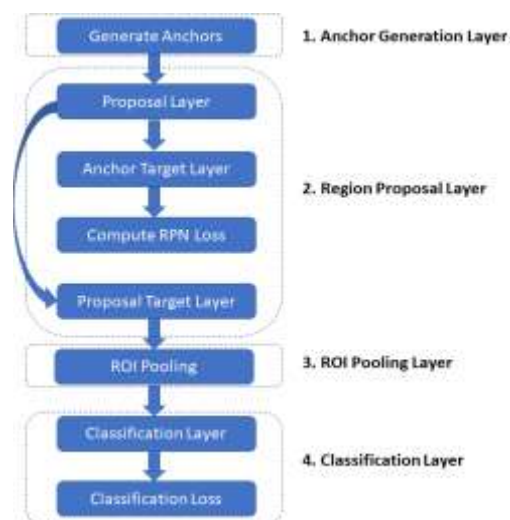 Generate Anchors
1. Anchor Generation Layer
Proposal Layer
Anchor Target Layer
2. Region Proposal Layer
Compute RPN Loss
Proposal Target Layer
ROI Pooling
3. ROI Pooling Layer
Classification Layer
4. Classification Layer
Classification Loss